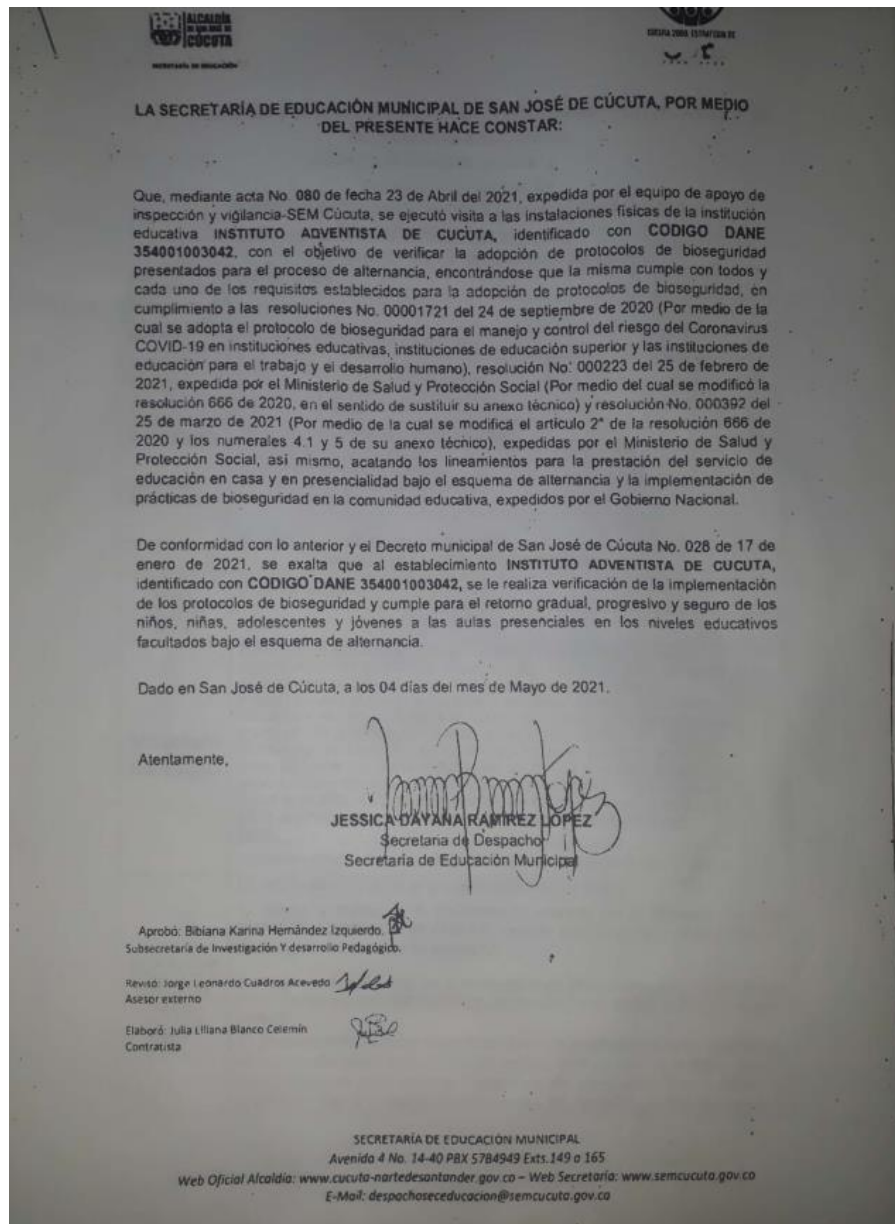 ALCALDÍA
CÚCUTA
SECRETARÍA DE EDUCACIÓN
LA SECRETARÍA DE EDUCACIÓN MUNICIPAL DE SAN JOSÉ DE CÚCUTA, POR MEDIO
DEL PRESENTE HACE CONSTAR:
Que, mediante acta No. 080 de fecha 23 de Abril del 2021, expedida por el equipo de apoyo de
inspección y vigilancia-SEM Cúcuta, se ejecutó visita a las instalaciones físicas de la institución
educativa INSTITUTO ADVENTISTA DE CUCUTA, identificado con CODIGO DANE
354001003042, con el objetivo de verificar la adopción de protocolos de bioseguridad
presentados para el proceso de alternancia, encontrándose que la misma cumple con todos y
cada uno de los requisitos establecidos para la adopción de protocolos de bioseguridad, en
cumplimiento a las resoluciones No. 00001721 del 24 de septiembre de 2020 (Por medio de la
cual se adopta el protocolo de bioseguridad para el manejo y control del riesgo del Coronavirus
COVID-19 en instituciones educativas, instituciones de educación superior y las instituciones de
educación para el trabajo y el desarrollo humano), resolución No: 000223 del 25 de febrero de
2021, expedida por el Ministerio de Salud y Protección Social (Por medio del cual se modificó la
resolución 666 de 2020, en el sentido de sustituir su anexo técnico) y resolución No. 000392 del
25 de marzo de 2021 (Por medio de la cual se modifica el artículo 2° de la resolución 666 de
2020 y los numerales 4.1 y 5 de su anexo técnico), expedidas por el Ministerio de Salud y
Protección Social, así mismo, acatando los lineamientos para la prestación del servicio de
educación en casa y en presencialidad bajo el esquema de alternancia y la implementación de
prácticas de bioseguridad en la comunidad educativa, expedidos por el Gobierno Nacional.
De conformidad con lo anterior y el Decreto municipal de San José de Cúcuta No. 028 de 17 de
enero de 2021, se exalta que al establecimiento INSTITUTO ADVENTISTA DE CUCUTA,
identificado con CODIGO DANE 354001003042, se le realiza verificación de la implementación
de los protocolos de bioseguridad y cumple para el retorno gradual, progresivo y seguro de los
niños, niñas, adolescentes y jóvenes a las aulas presenciales en los niveles educativos
facultados bajo el esquema de alternancia.
Dado en San José de Cúcuta, a los 04 días del mes de Mayo de 2021.
Atentamente,
JESSICA DAYANA RAMÍREZ LÓPEZ
Secretaria de Despacho
Secretaría de Educación Municipal
Aprobó: Bibiana Karina Hernández Izquierdo.
Subsecretaria de Investigación Y desarrollo Pedagógico.
Revisó: Jorge Leonardo Cuadros Acevedo
Asesor externo
Elaboró: Julia Liliana Blanco Celemín
Contratista
SECRETARÍA DE EDUCACIÓN MUNICIPAL
Avenida 4 No. 14-40 PBX 5784949 Exts.149 a 165
Web Oficial Alcaldía: www.cucuta-nortedesantander.gov.co – Web Secretaría: www.semcucuta.gov.co
E-Mail: despachoseceducacion@semcucuta.gov.co